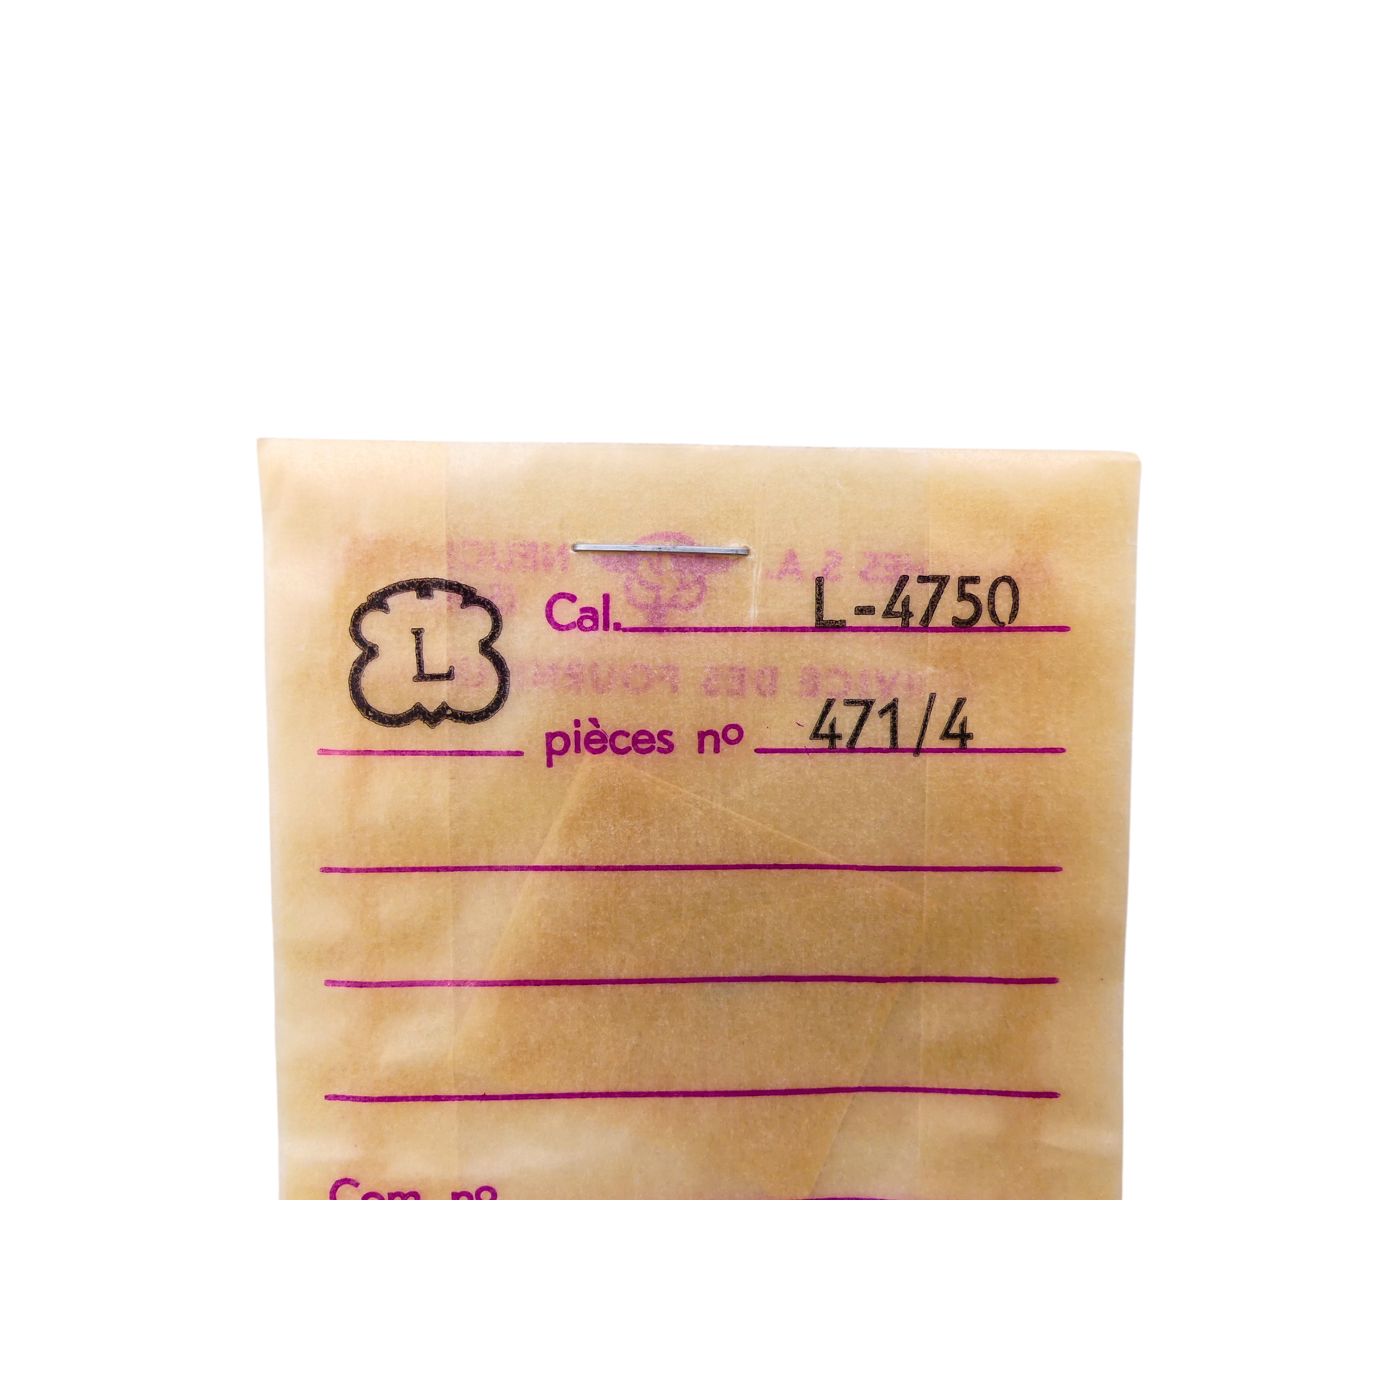 L
Cal. L-4750
pièces nº 471/4
Com. nº